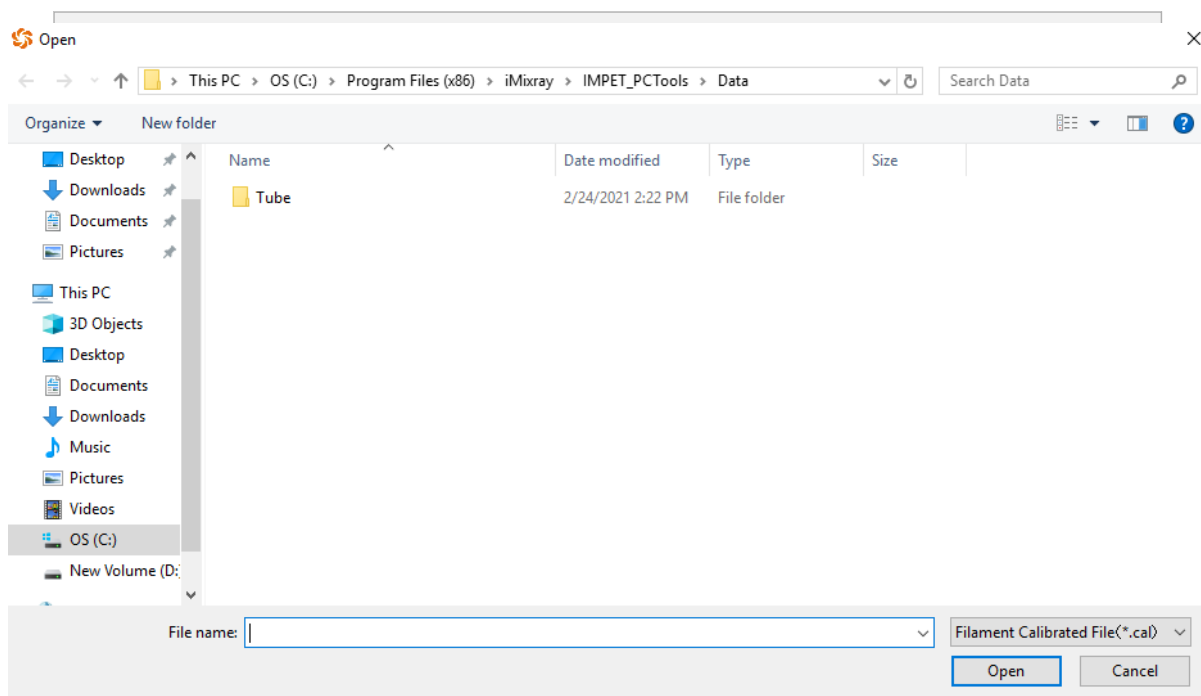 Open
This PC > OS (C:) > Program Files (x86) > iMixray > IMPET_PCTools > Data
Search Data
Organize
New folder
Desktop
Downloads
Documents
Pictures
This PC
3D Objects
Desktop
Documents
Downloads
Music
Pictures
Videos
OS (C:)
New Volume (D:
Name Date modified Type Size
Tube 2/24/2021 2:22 PM File folder
File name:
Filament Calibrated File(*.cal)
Open Cancel